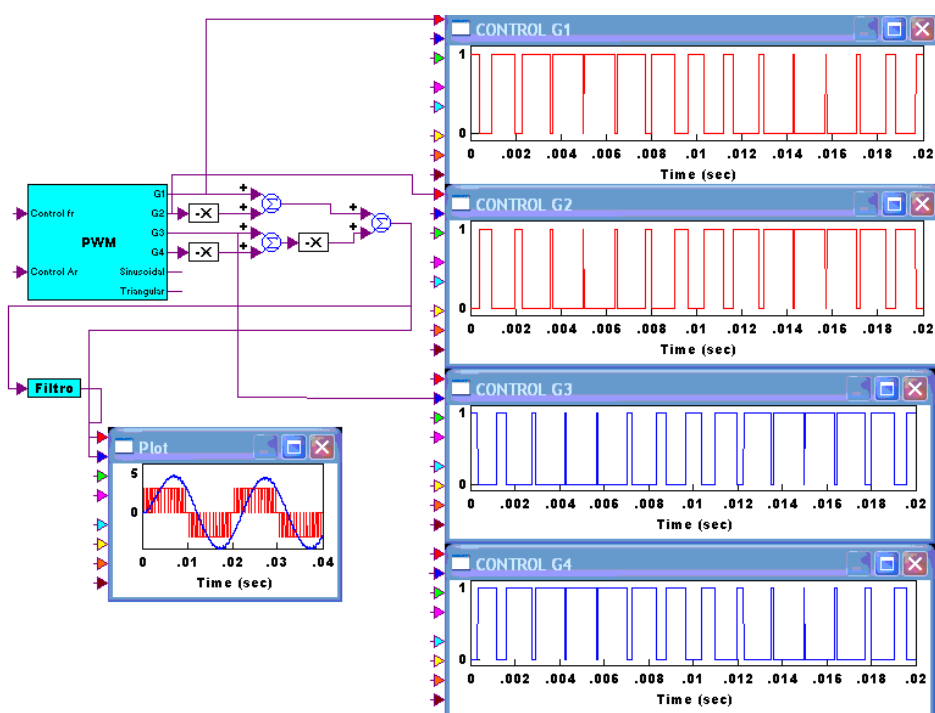 CONTROL G1
1
0
0 .002 .004 .006 .008 .01 .012 .014 .016 .018 .02
Time (sec)
G1
G2
G3
G4
Control fr
PWM
Control Ar
Sinusoidal
Triangular
-X
-X
-X
+
+
+
+
+
+
Σ
Σ
Σ
CONTROL G2
1
0
0 .002 .004 .006 .008 .01 .012 .014 .016 .018 .02
Time (sec)
Filtro
CONTROL G3
1
0
0 .002 .004 .006 .008 .01 .012 .014 .016 .018 .02
Time (sec)
Plot
5
0
0 .01 .02 .03 .04
Time (sec)
CONTROL G4
1
0
0 .002 .004 .006 .008 .01 .012 .014 .016 .018 .02
Time (sec)